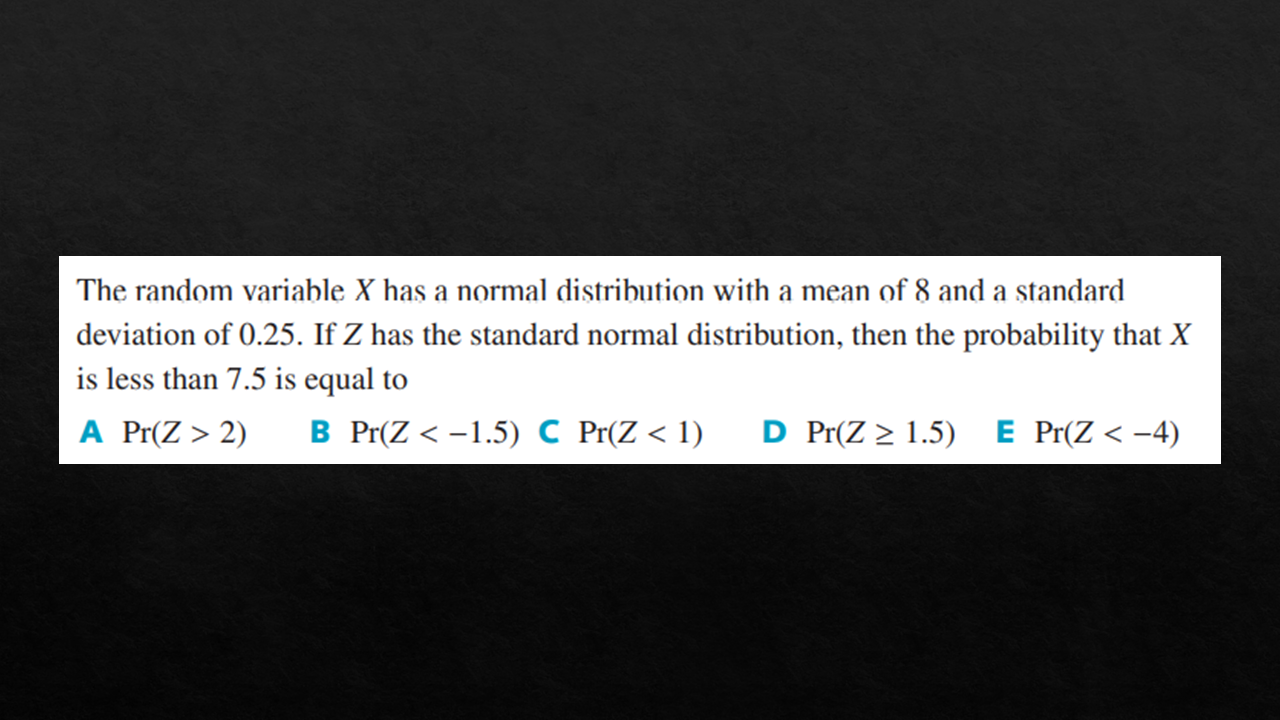 The random variable X has a normal distribution with a mean of 8 and a standard
deviation of 0.25. If Z has the standard normal distribution, then the probability that X
is less than 7.5 is equal to
A Pr(Z > 2) B Pr(Z < −1.5) C Pr(Z < 1) D Pr(Z ≥ 1.5) E Pr(Z < −4)